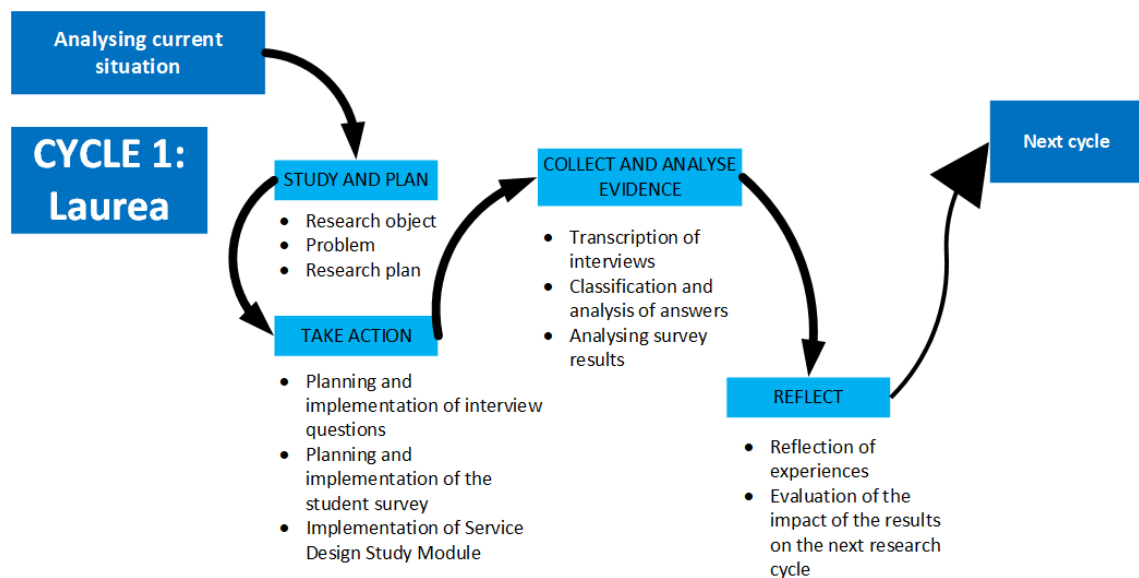 Analysing current
situation
CYCLE 1:
Laurea
STUDY AND PLAN
• Research object
• Problem
• Research plan
TAKE ACTION
• Planning and
implementation of interview
questions
• Planning and
implementation of the
student survey
• Implementation of Service
Design Study Module
COLLECT AND ANALYSE
EVIDENCE
• Transcription of
interviews
• Classification and
analysis of answers
• Analysing survey
results
REFLECT
• Reflection of
experiences
• Evaluation of the
impact of the results
on the next research
cycle
Next cycle